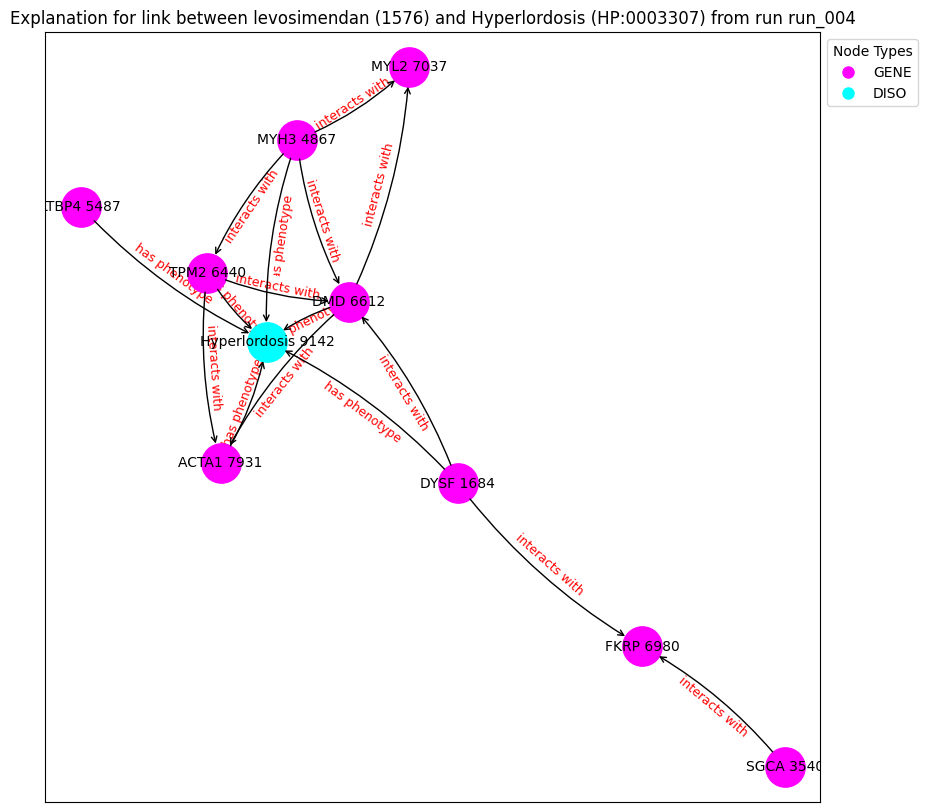 Explanation for link between levosimendan (1576) and Hyperlordosis (HP:0003307) from run run_004
Node Types
GENE
DISO
MYL2 7037
interacts with
MYH3 4867
interacts with
TBP4 5487
interacts with
interacts with
has phenotype
has phenotype
TPM2 6440
interacts with
DMD 6612
phenotype
phenotype
Hyperlordosis 9142
interacts with
interacts with
has phenotype
interacts with
has phenotype
ACTA1 7931
DYSF 1684
interacts with
FKRP 6980
interacts with
SGCA 3540